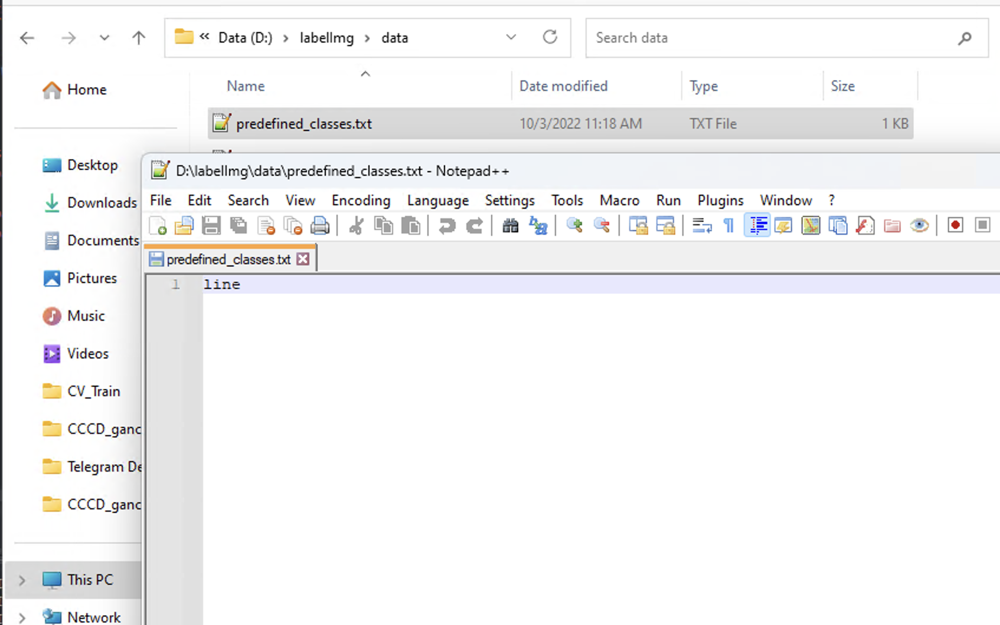 « Data (D:) › labelImg › data
Search data
Name Date modified Type Size
predefined_classes.txt 10/3/2022 11:18 AM TXT File 1 KB
Home
Desktop
Downloads
Documents
Pictures
Music
Videos
CV_Train
CCCD_ganc
Telegram De
CCCD_ganc
This PC
Network
D:\labelImg\data\predefined_classes.txt - Notepad++
File Edit Search View Encoding Language Settings Tools Macro Run Plugins Window ?
predefined_classes.txt
1 line